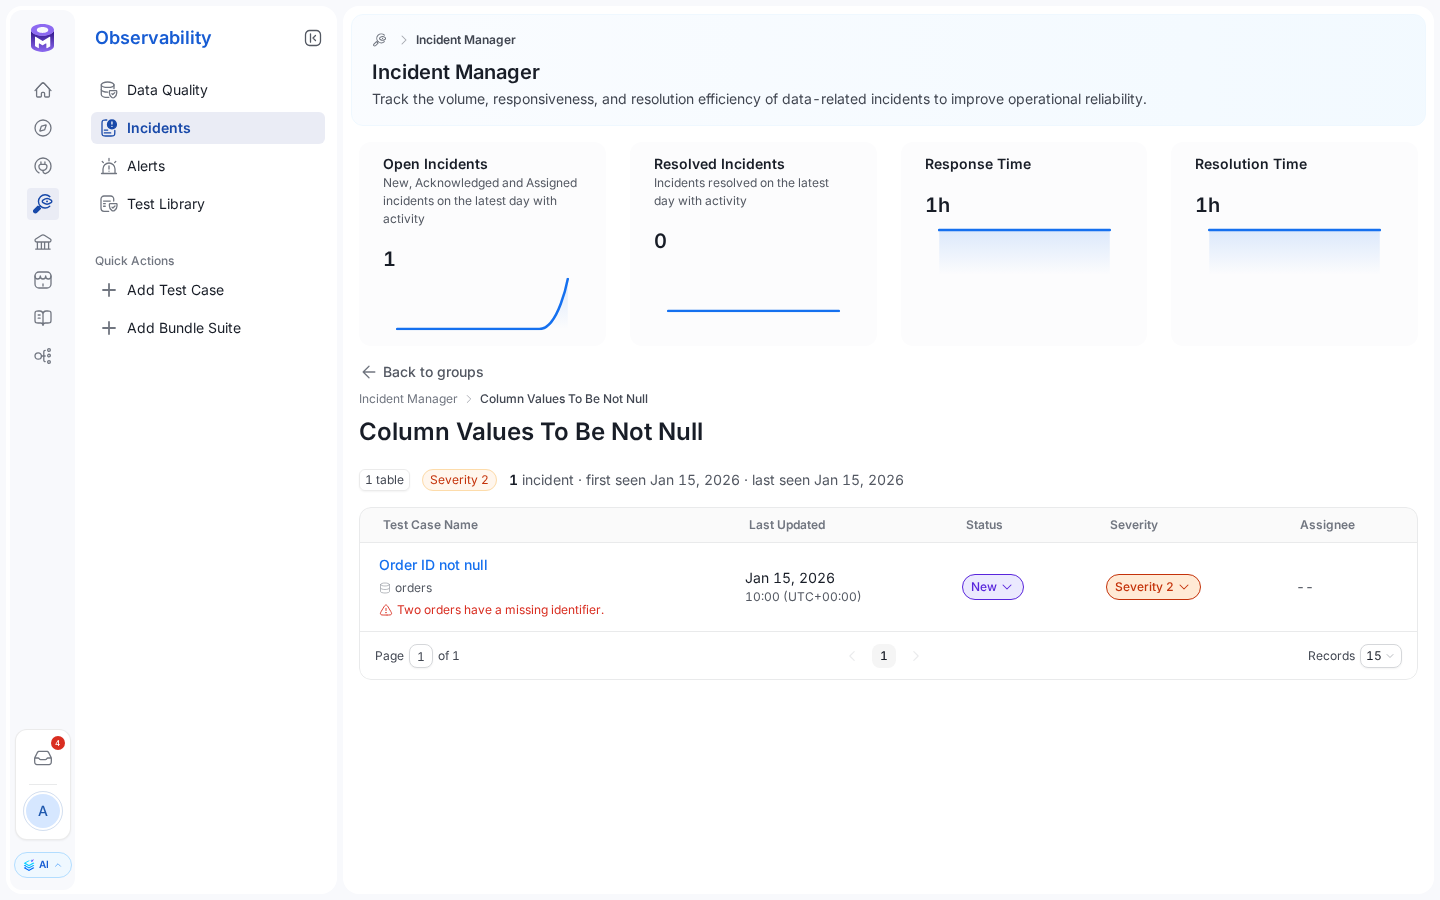 Observability
Data Quality
Incidents
Alerts
Test Library
Quick Actions
Add Test Case
Add Bundle Suite
4
A
AI
Incident Manager
Incident Manager
Track the volume, responsiveness, and resolution efficiency of data-related incidents to improve operational reliability.
Open Incidents
New, Acknowledged and Assigned
incidents on the latest day with
activity
1
Resolved Incidents
Incidents resolved on the latest
day with activity
0
Response Time
1h
Resolution Time
1h
Back to groups
Incident Manager > Column Values To Be Not Null
Column Values To Be Not Null
1 table Severity 2 1 incident · first seen Jan 15, 2026 · last seen Jan 15, 2026
Test Case Name Last Updated Status Severity Assignee
Order ID not null
orders
Two orders have a missing identifier.
Jan 15, 2026
10:00 (UTC+00:00)
New
Severity 2
--
Page 1 of 1
1
Records 15